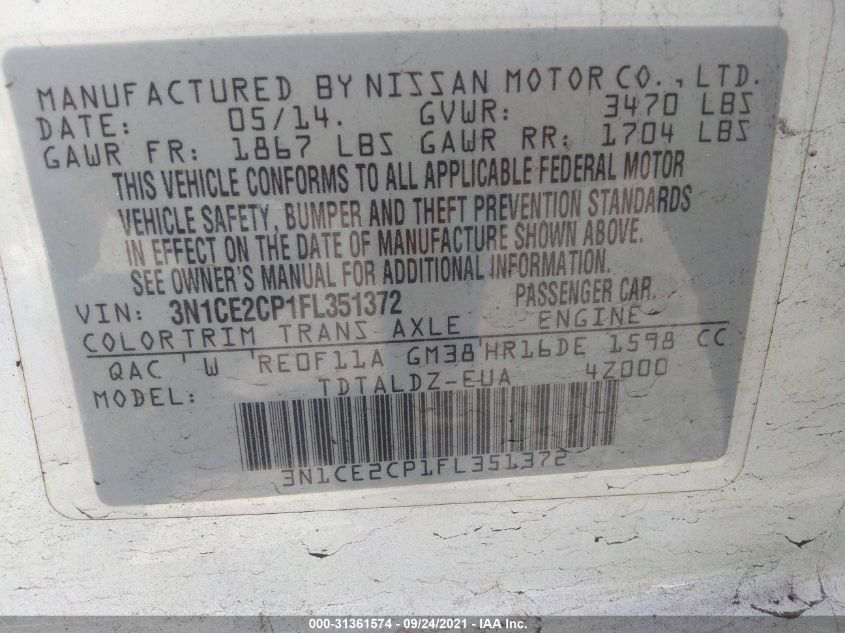 MANUFACTURED BY NISSAN MOTOR CO., LTD.
DATE: 05/14. GVWR: 3470 LBS
GAWR FR: 1867 LBS GAWR RR: 1704 LBS
THIS VEHICLE CONFORMS TO ALL APPLICABLE FEDERAL MOTOR
VEHICLE SAFETY, BUMPER AND THEFT PREVENTION STANDARDS
IN EFFECT ON THE DATE OF MANUFACTURE SHOWN ABOVE.
SEE OWNER'S MANUAL FOR ADDITIONAL INFORMATION.
VIN: 3N1CE2CP1FL351372 PASSENGER CAR.
COLOR TRIM TRANS AXLE ENGINE
QAC ' W ' RE0F11A GM38 ' HR16DE 1598 CC
MODEL: TDTALDZ-EUA 4Z000
3N1CE2CP1FL351372
000-31361574 - 09/24/2021 - IAA, Inc.